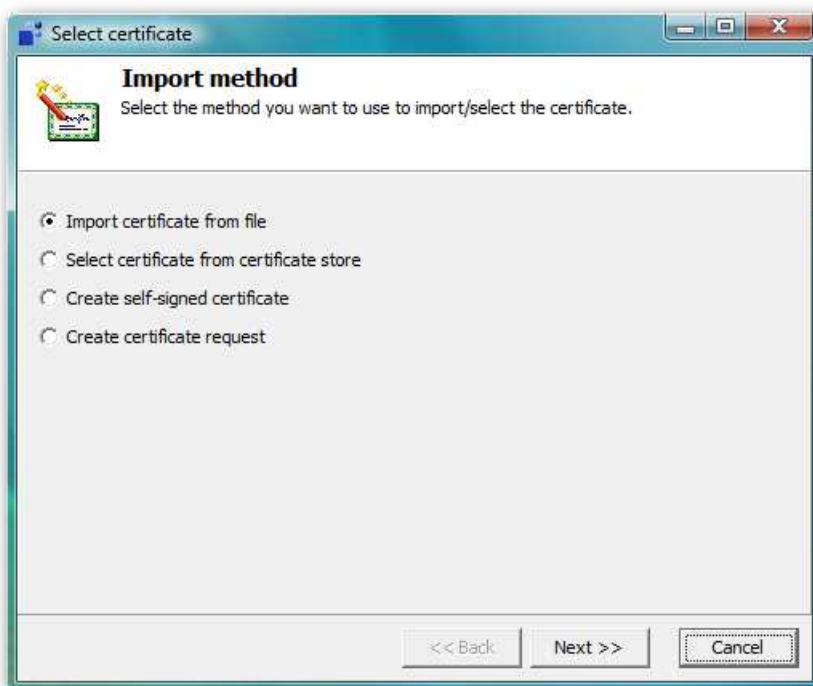 Select certificate
Import method
Select the method you want to use to import/select the certificate.
Import certificate from file
Select certificate from certificate store
Create self-signed certificate
Create certificate request
<< Back
Next >>
Cancel